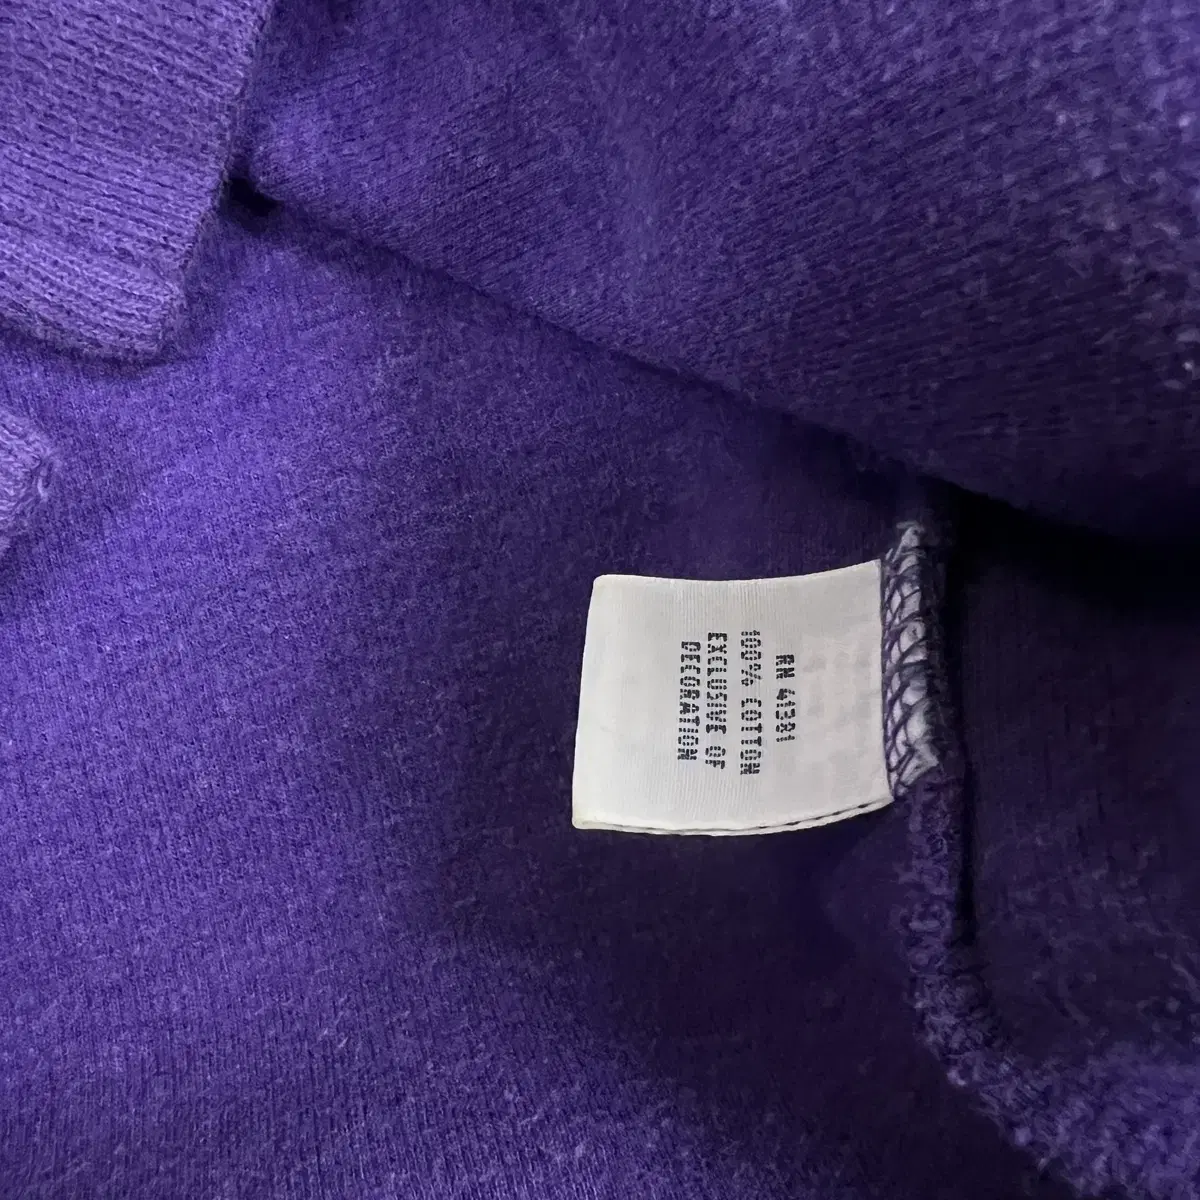 RN 41381
100% COTTON
EXCLUSIVE OF
DECORATION